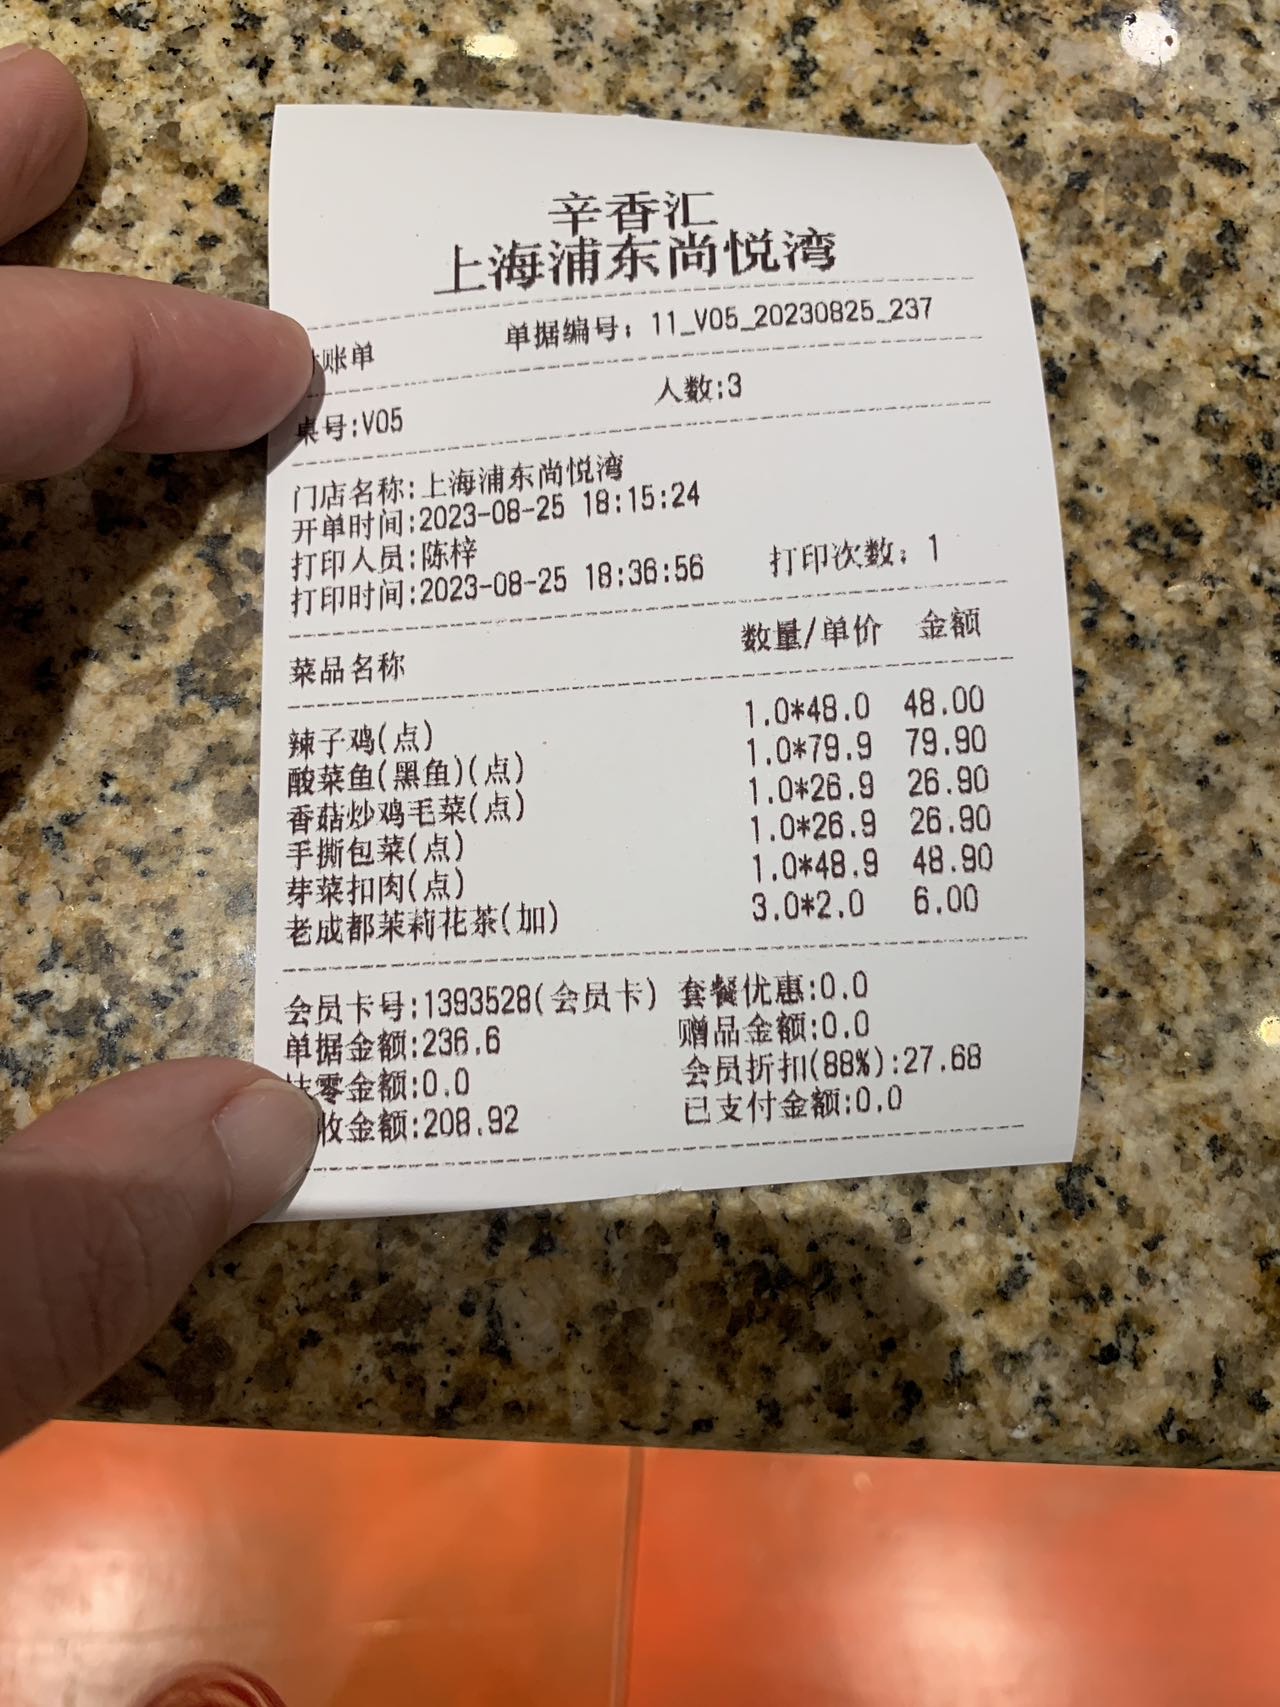 辛香汇
上海浦东尚悦湾
账单 单据编号: 11_V05_20230825_237
桌号:V05 人数:3
门店名称:上海浦东尚悦湾
开单时间:2023-08-25 18:15:24
打印人员:陈梓
打印时间:2023-08-25 18:36:56 打印次数: 1
菜品名称 数量/单价 金额
辣子鸡(点) 1.0*48.0 48.00
酸菜鱼(黑鱼)(点) 1.0*79.9 79.90
香菇炒鸡毛菜(点) 1.0*26.9 26.90
手撕包菜(点) 1.0*26.9 26.90
芽菜扣肉(点) 1.0*48.9 48.90
老成都茉莉花茶(加) 3.0*2.0 6.00
会员卡号:1393528(会员卡) 套餐优惠:0.0
单据金额:236.6 赠品金额:0.0
零金额:0.0 会员折扣(88%):27.68
收金额:208.92 已支付金额:0.0